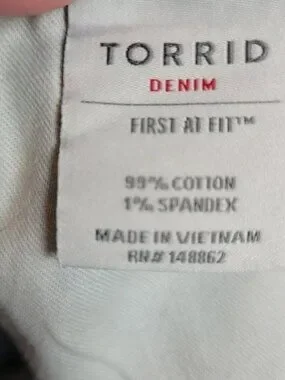 TORRID
DENIM
FIRST AT FIT™
99% COTTON
1% SPANDEX
MADE IN VIETNAM
RN# 148862